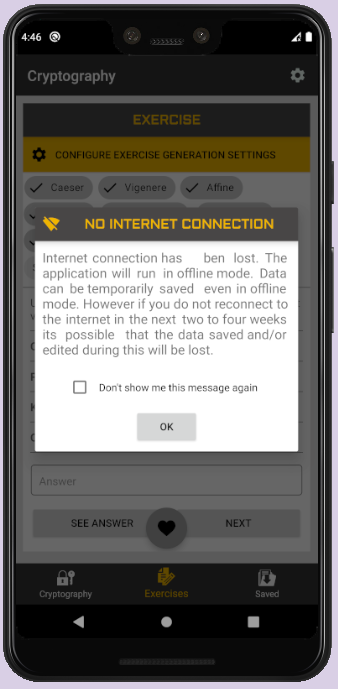 4:46
Cryptography
EXERCISE
CONFIGURE EXERCISE GENERATION SETTINGS
Caeser Vigenere Affine
NO INTERNET CONNECTION
Internet connection has ben lost. The
application will run in offline mode. Data
can be temporarily saved even in offline
mode. However if you do not reconnect to
the internet in the next two to four weeks
its possible that the data saved and/or
edited during this will be lost.
Don't show me this message again
OK
Answer
SEE ANSWER NEXT
Cryptography Exercises Saved